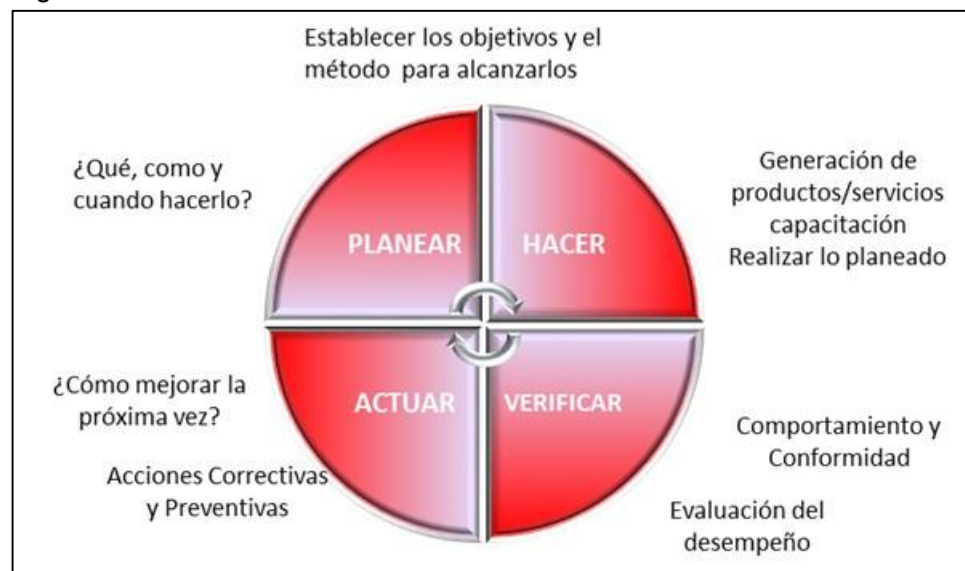 Establecer los objetivos y el
método para alcanzarlos
¿Qué, como y
cuando hacerlo?
PLANEAR
HACER
Generación de
productos/servicios
capacitación
Realizar lo planeado
¿Cómo mejorar la
próxima vez?
Acciones Correctivas
y Preventivas
ACTUAR
VERIFICAR
Comportamiento y
Conformidad
Evaluación del
desempeño